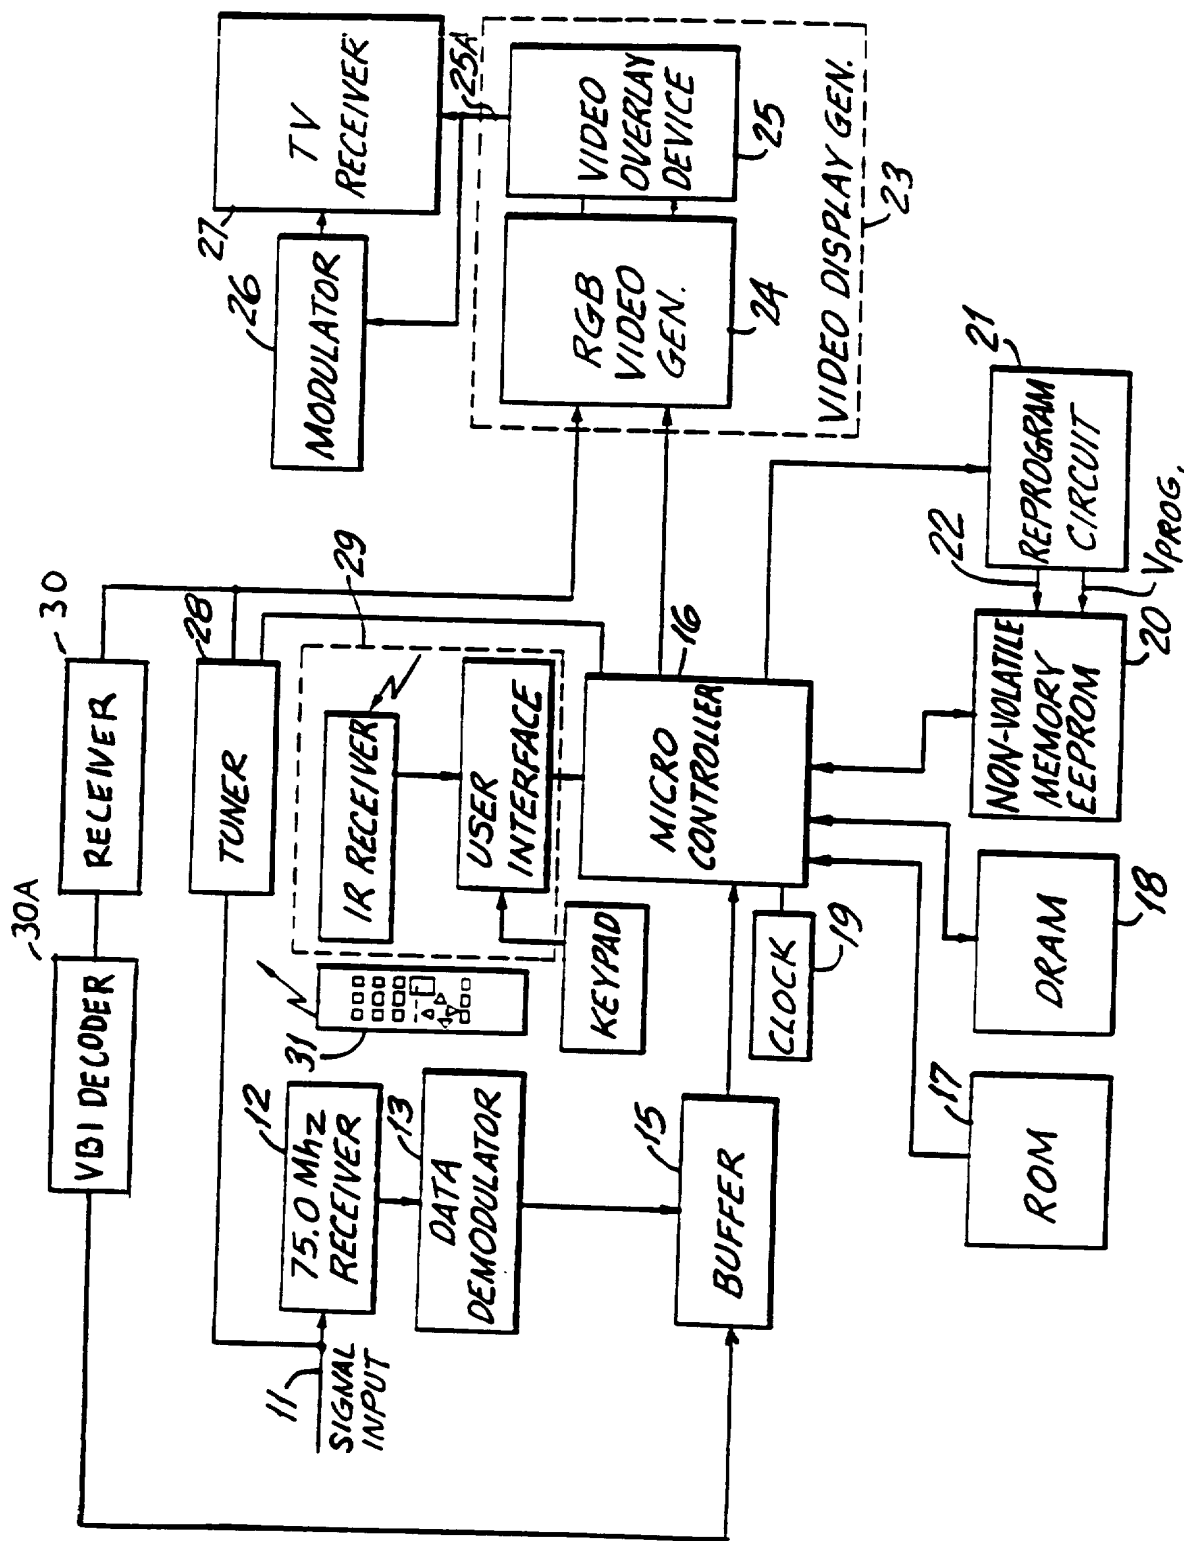 30A
VBI DECODER
30
RECEIVER
28
TUNER
11
SIGNAL
INPUT
12
75.0 Mhz
RECEIVER
13
DATA
DEMODULATOR
31
29
IR RECEIVER
USER
INTERFACE
KEYPAD
15
BUFFER
16
MICRO
CONTROLLER
CLOCK
19
17
ROM
DRAM
18
NON-VOLATILE
MEMORY
EEPROM
20
22
VPROG.
21
REPROGRAM
CIRCUIT
26
MODULATOR
27
TV
RECEIVER
25A
RGB
VIDEO
GEN.
24
VIDEO
OVERLAY
DEVICE
25
VIDEO DISPLAY GEN.
23